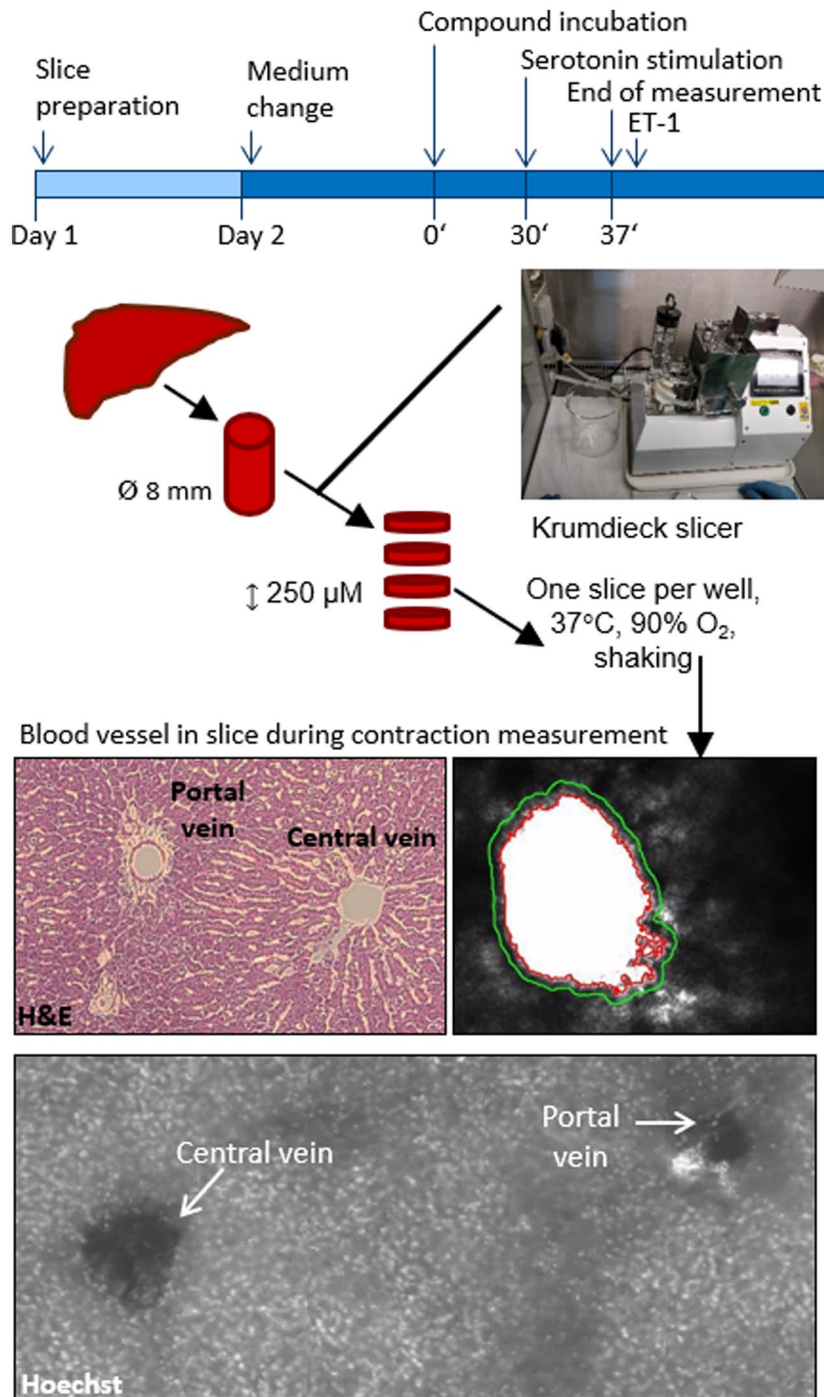 Compound incubation
Serotonin stimulation
Slice
preparation
Medium
change
End of measurement
ET-1
Day 1
Day 2
0‘
30‘
37‘
Ø 8 mm
Krumdieck slicer
↕ 250 µM
One slice per well,
37°C, 90% O₂,
shaking
Blood vessel in slice during contraction measurement
Portal
vein
Central vein
H&E
Portal
vein
Central vein
Hoechst